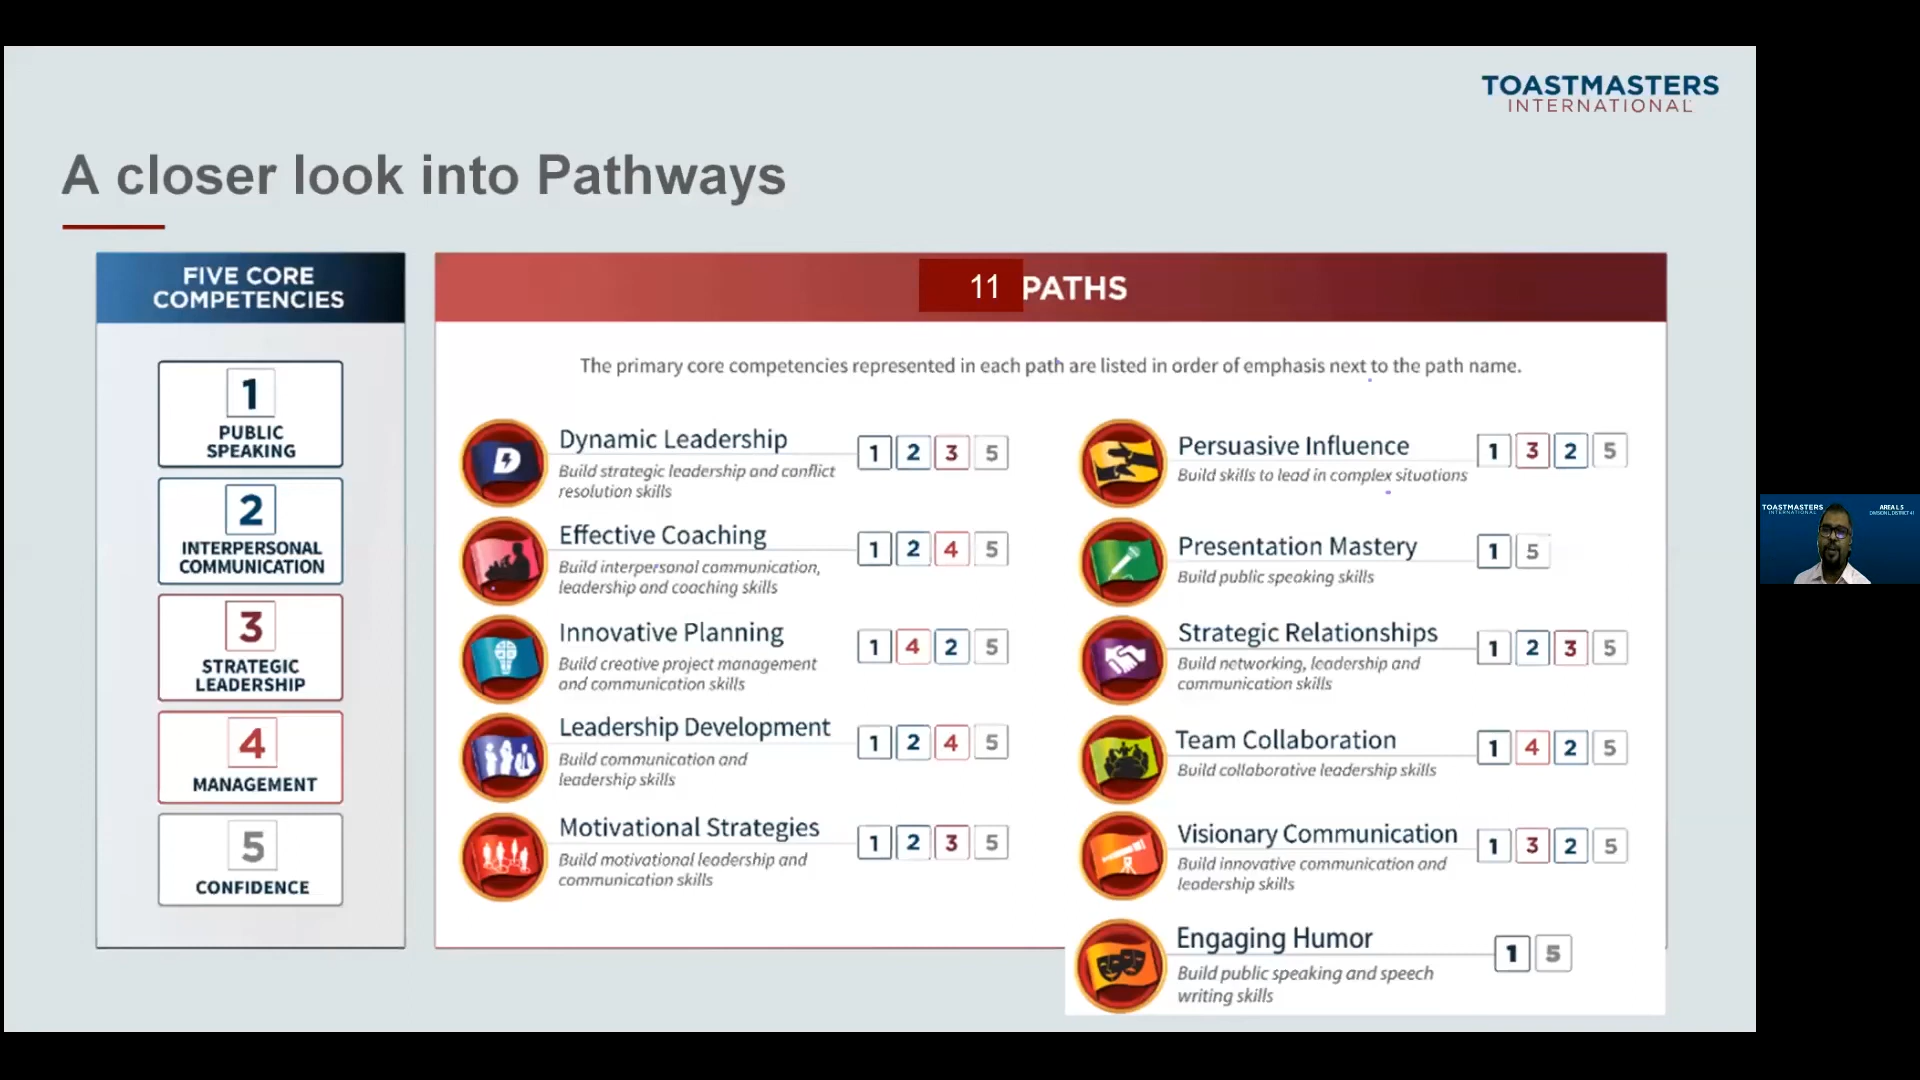 TOASTMASTERS
INTERNATIONAL
A closer look into Pathways
FIVE CORE
COMPETENCIES
1
PUBLIC
SPEAKING
2
INTERPERSONAL
COMMUNICATION
3
STRATEGIC
LEADERSHIP
4
MANAGEMENT
5
CONFIDENCE
11 PATHS
The primary core competencies represented in each path are listed in order of emphasis next to the path name.
Dynamic Leadership 1 2 3 5
Build strategic leadership and conflict
resolution skills
Effective Coaching 1 2 4 5
Build interpersonal communication,
leadership and coaching skills
Innovative Planning 1 4 2 5
Build creative project management
and communication skills
Leadership Development 1 2 4 5
Build communication and
leadership skills
Motivational Strategies 1 2 3 5
Build motivational leadership and
communication skills
Persuasive Influence 1 3 2 5
Build skills to lead in complex situations
Presentation Mastery 1 5
Build public speaking skills
Strategic Relationships 1 2 3 5
Build networking, leadership and
communication skills
Team Collaboration 1 4 2 5
Build collaborative leadership skills
Visionary Communication 1 3 2 5
Build innovative communication and
leadership skills
Engaging Humor 1 5
Build public speaking and speech
writing skills
TOASTMASTERS
INTERNATIONAL
AREA L5
DIVISION L, DISTRICT 41